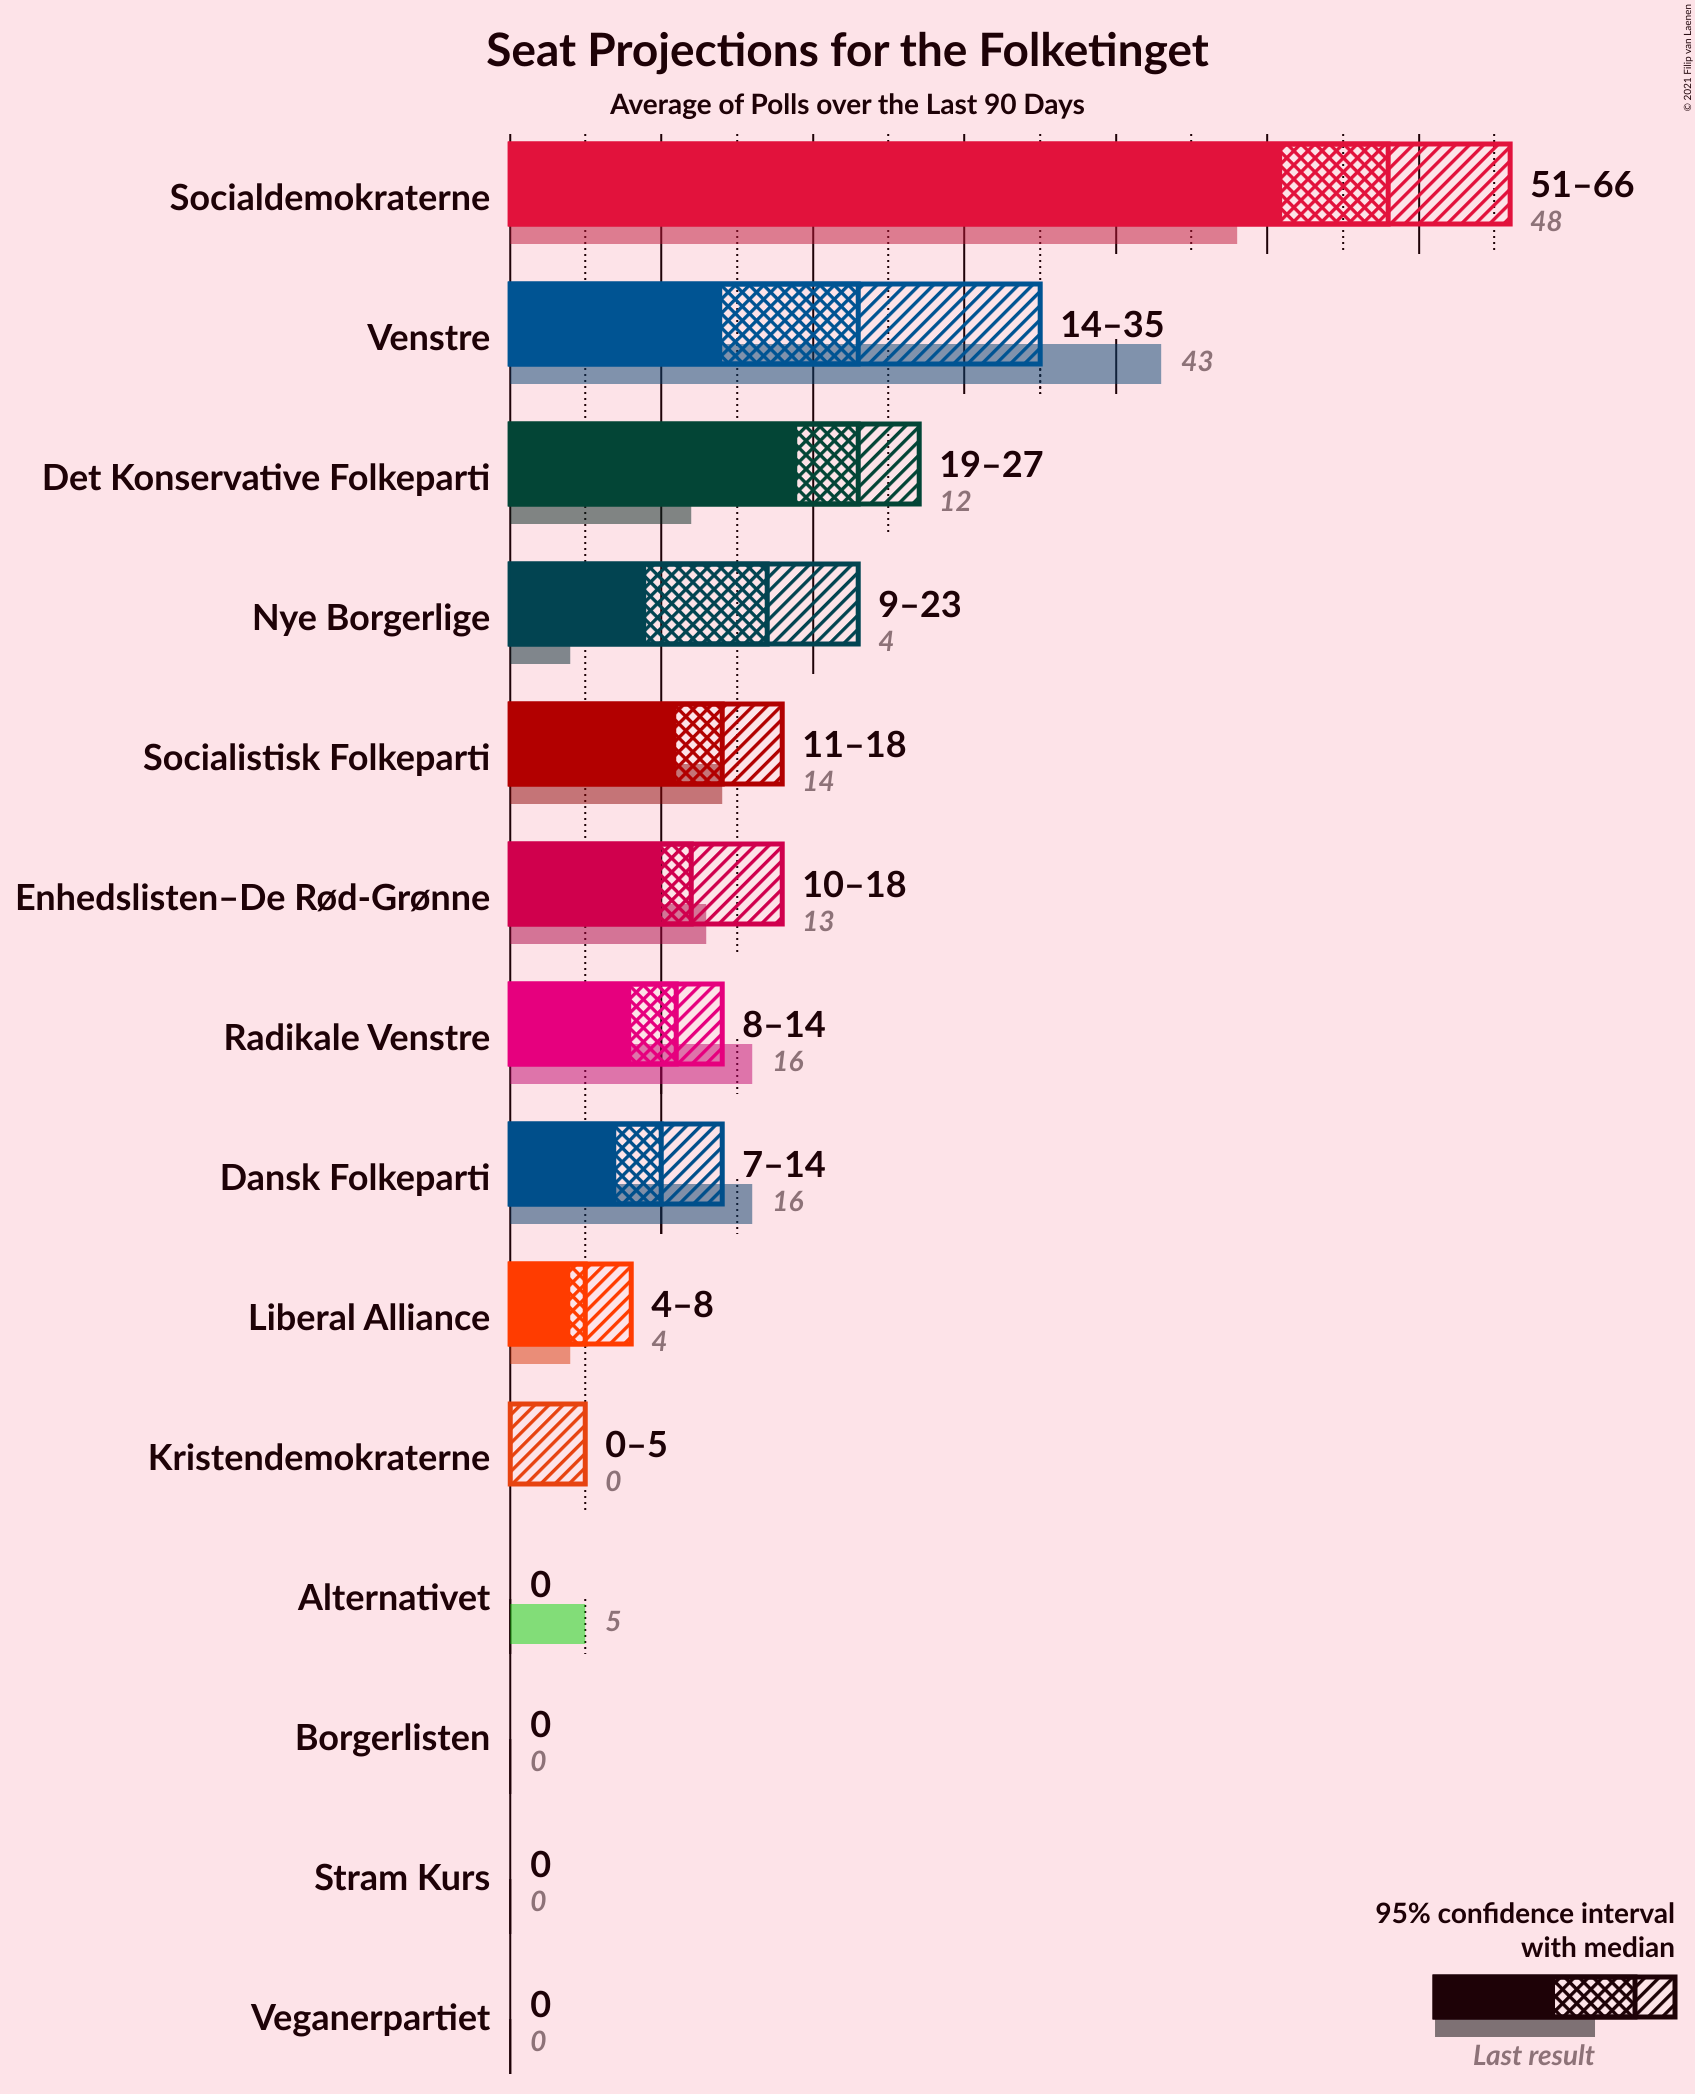 Seat Projections for the Folketinget
Average of Polls over the Last 90 Days
© 2021 Filip van Laenen
Socialdemokraterne
51–66
48
Venstre
14–35
43
Det Konservative Folkeparti
19–27
12
Nye Borgerlige
9–23
4
Socialistisk Folkeparti
11–18
14
Enhedslisten–De Rød-Grønne
10–18
13
Radikale Venstre
8–14
16
Dansk Folkeparti
7–14
16
Liberal Alliance
4–8
4
Kristendemokraterne
0–5
0
Alternativet
0
5
Borgerlisten
0
0
Stram Kurs
0
0
Veganerpartiet
0
0
95% confidence interval
with median
Last result